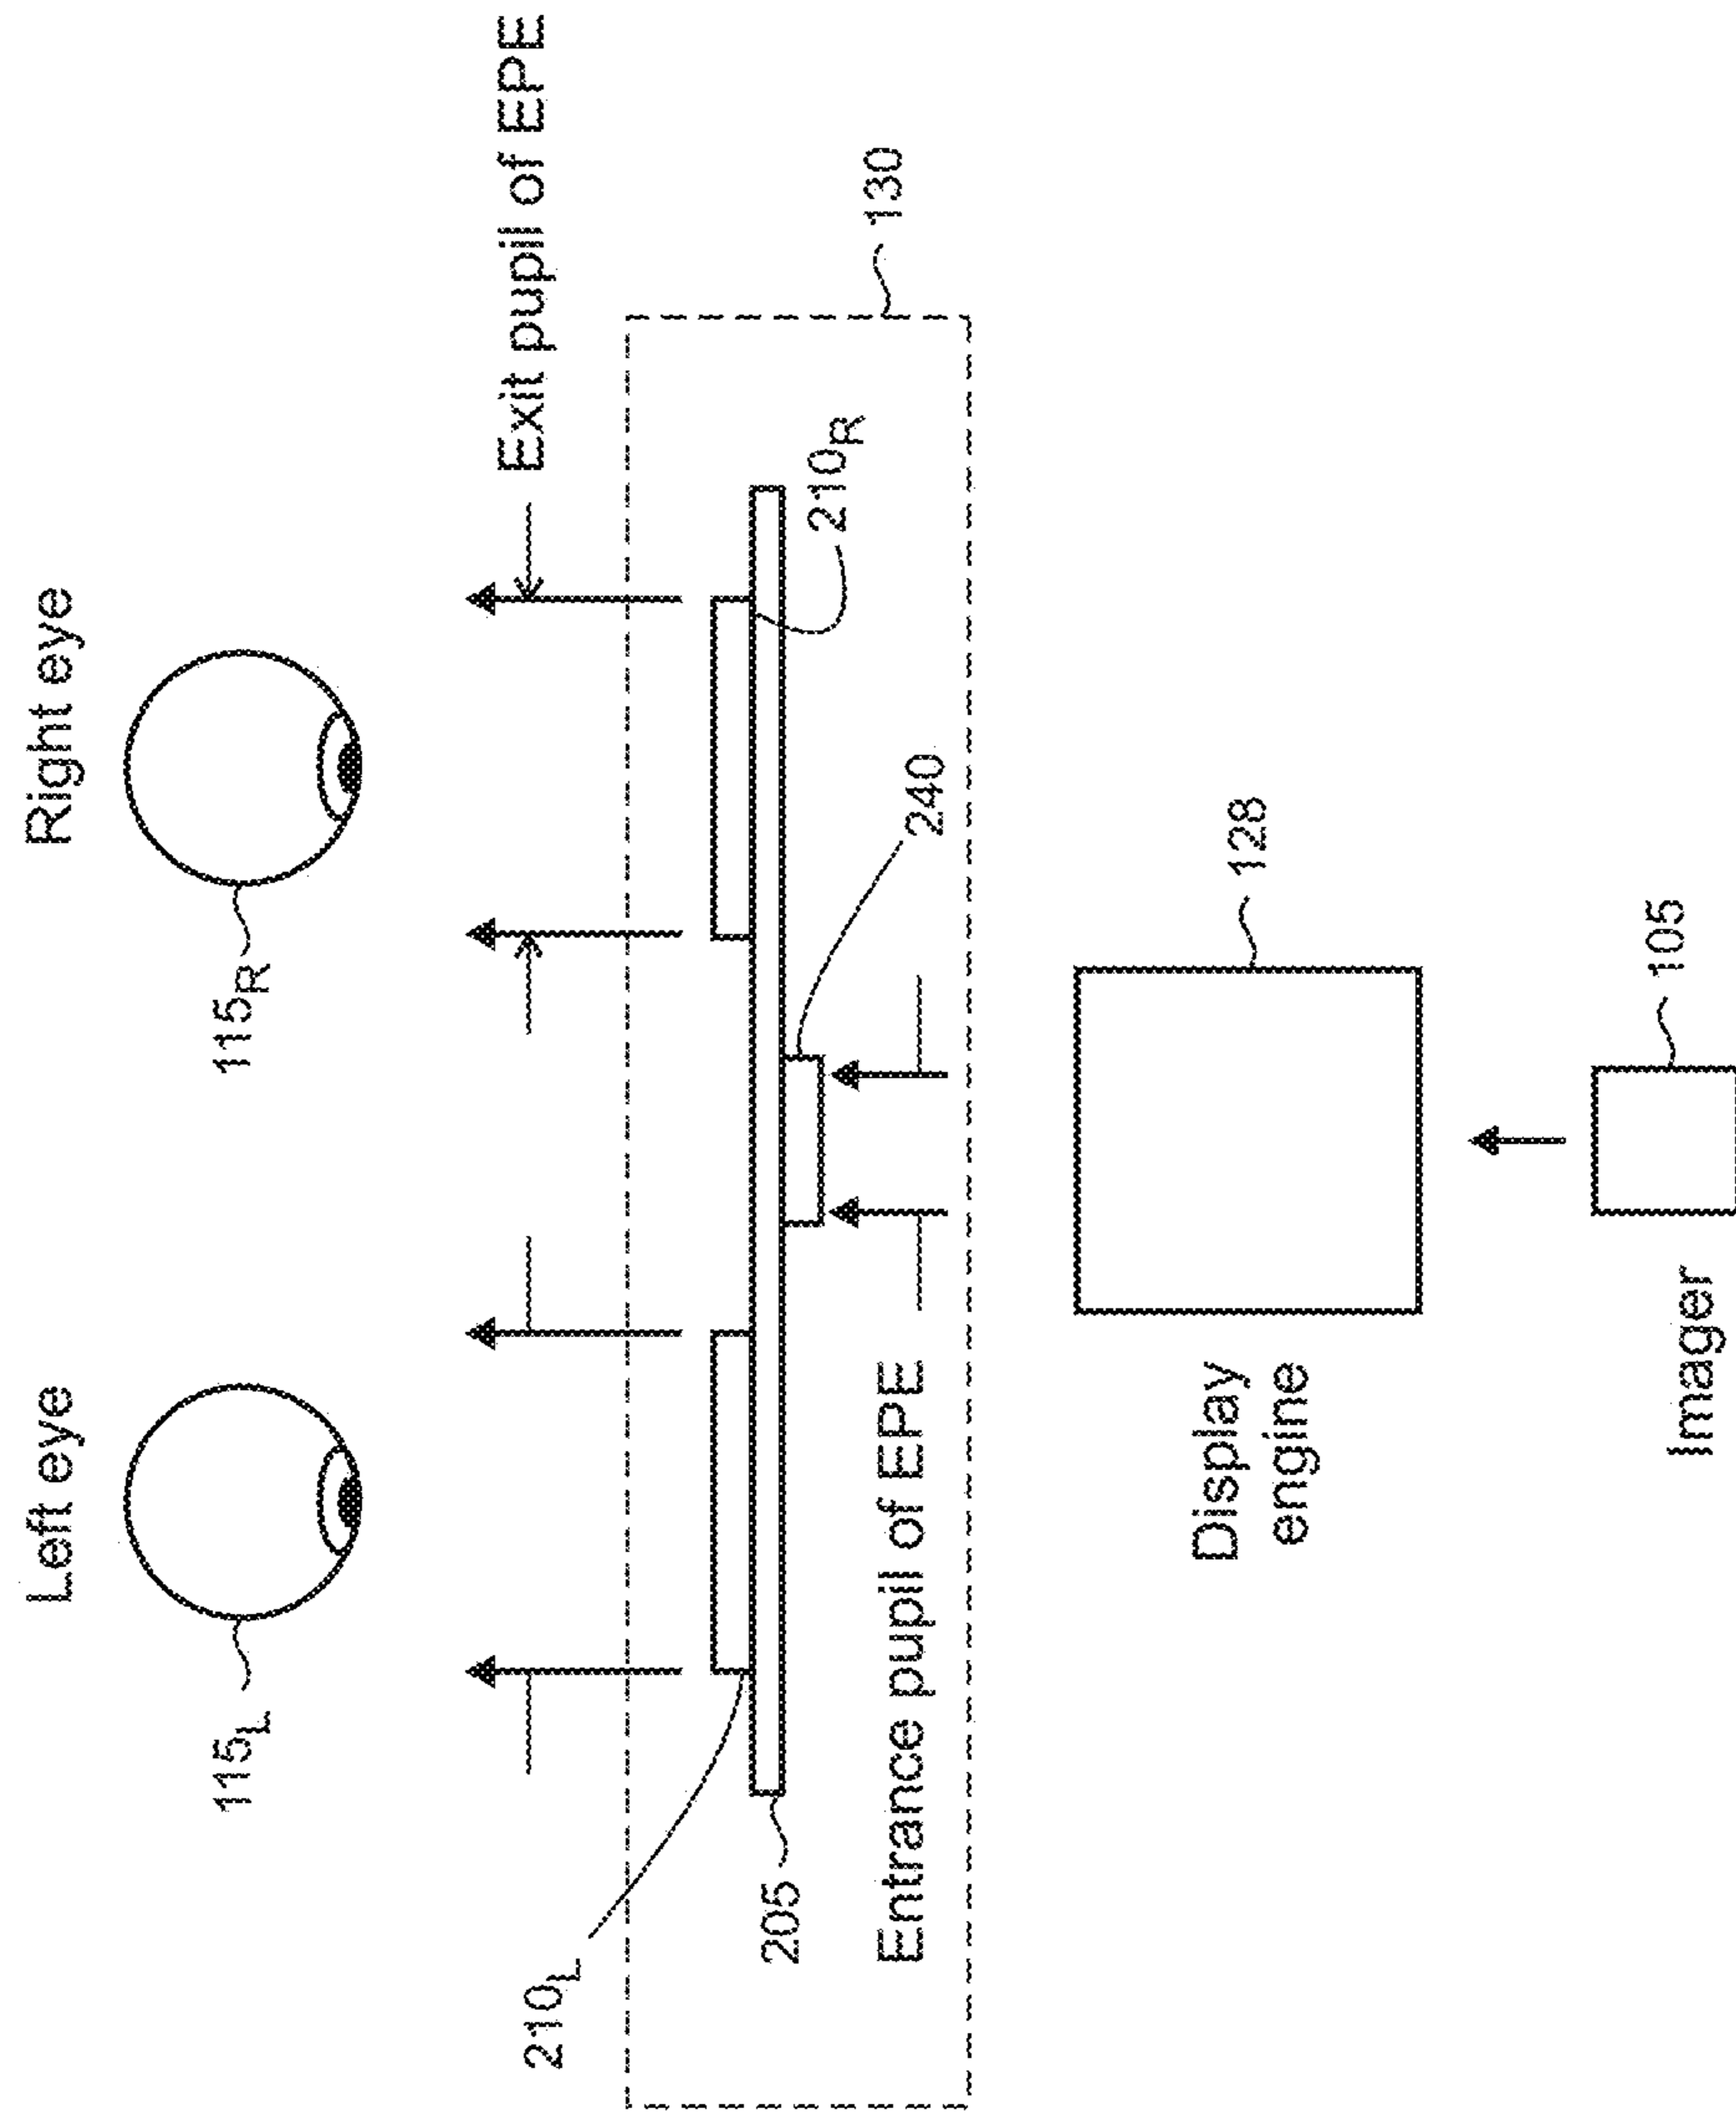 Left eye
Right eye
115L
115R
Exit pupil of EPE
210L
210R
130
205
240
Entrance pupil of EPE
Display
engine
128
Imager
105